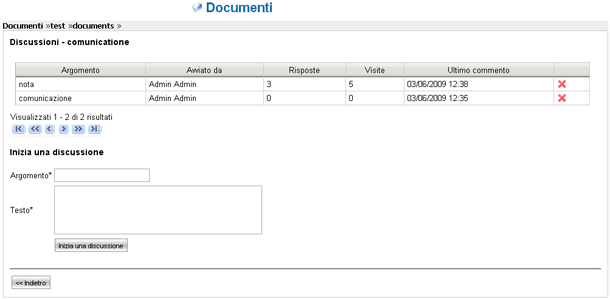 Documenti
Documenti »test »documents »
Discussioni - comunicatione
Argomento Avviato da Risposte Visite Ultimo commento
nota Admin Admin 3 5 03/06/2009 12:38
comunicazione Admin Admin 0 0 03/06/2009 12:35
Visualizzati 1 - 2 di 2 risultati
Inizia una discussione
Argomento*
Testo*
Inizia una discussione
<< Indietro